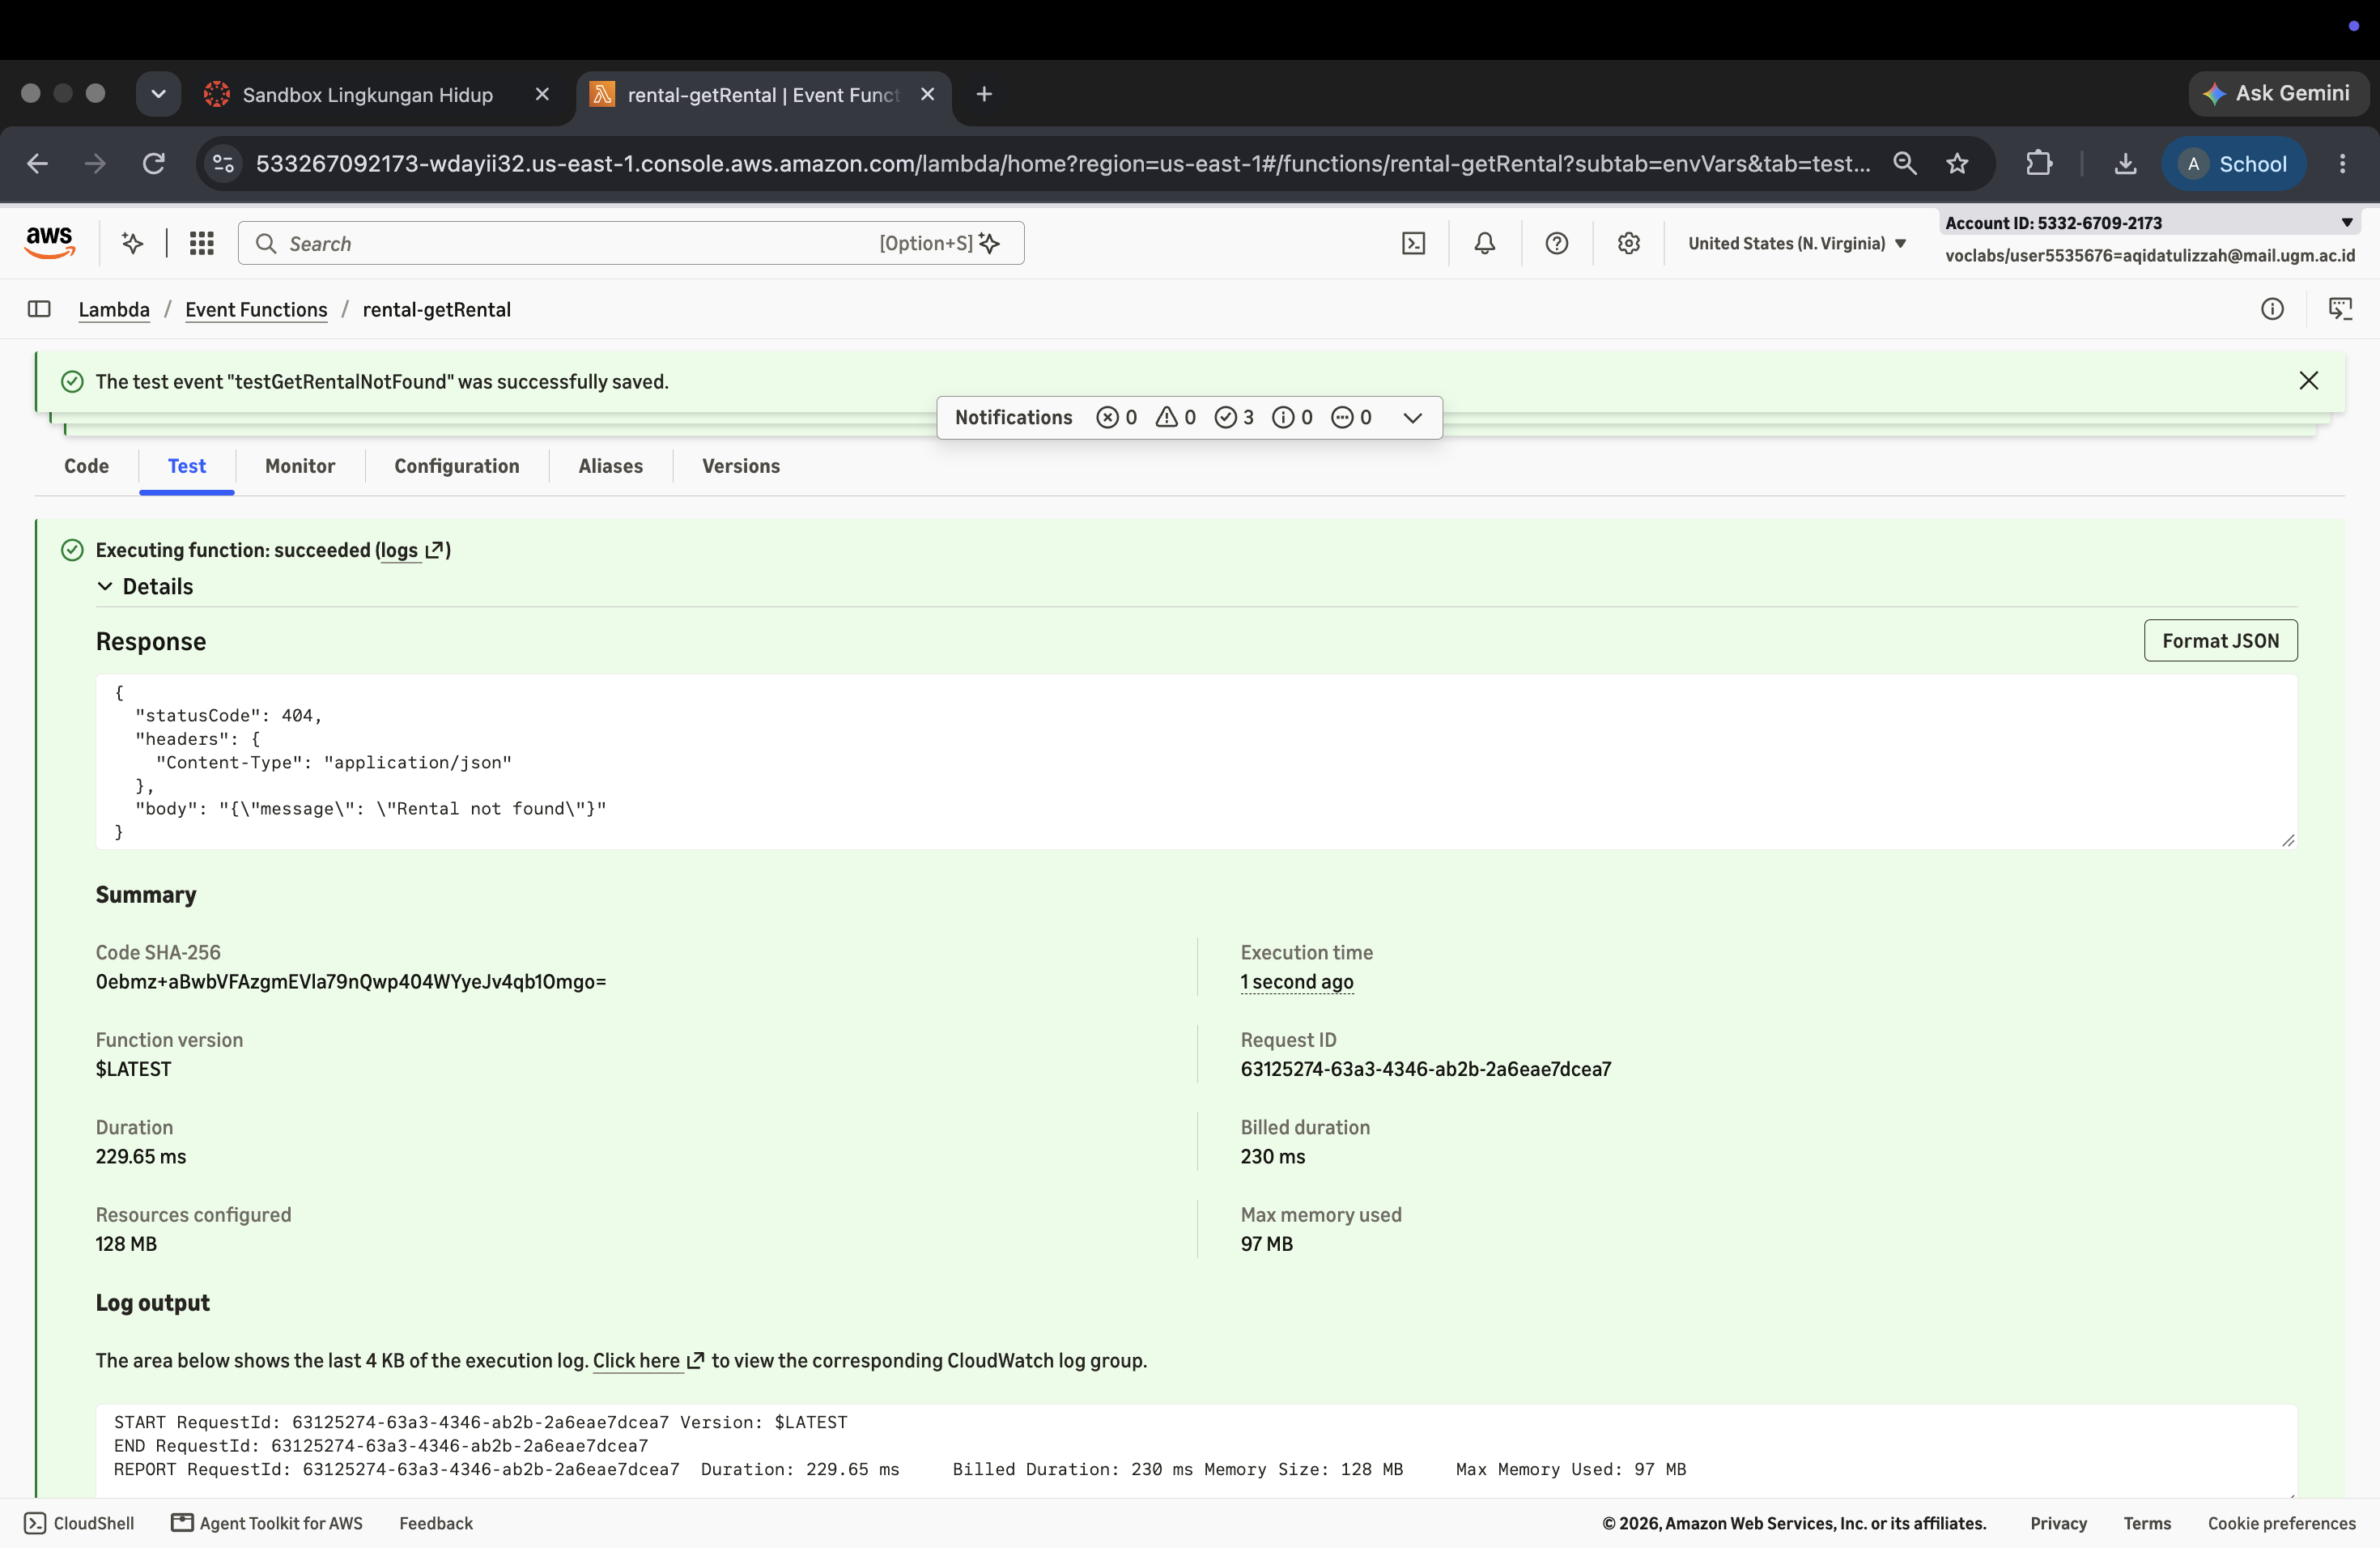 Sandbox Lingkungan Hidup
rental-getRental | Event Funct
Ask Gemini
533267092173-wdayii32.us-east-1.console.aws.amazon.com/lambda/home?region=us-east-1#/functions/rental-getRental?subtab=envVars&tab=test...
A School
aws
Search [Option+S]
United States (N. Virginia)
Account ID: 5332-6709-2173
voclabs/user5535676=aqidatulizzah@mail.ugm.ac.id
Lambda / Event Functions / rental-getRental
The test event "testGetRentalNotFound" was successfully saved.
Notifications 0 0 3 0 0
Code Test Monitor Configuration Aliases Versions
Executing function: succeeded (logs)
Details
Response
Format JSON
{
"statusCode": 404,
"headers": {
"Content-Type": "application/json"
},
"body": "{\"message\": \"Rental not found\"}"
}
Summary
Code SHA-256
0ebmz+aBwbVFAzgmEVla79nQwp404WYyeJv4qb1Omgo=
Execution time
1 second ago
Function version
$LATEST
Request ID
63125274-63a3-4346-ab2b-2a6eae7dcea7
Duration
229.65 ms
Billed duration
230 ms
Resources configured
128 MB
Max memory used
97 MB
Log output
The area below shows the last 4 KB of the execution log. Click here to view the corresponding CloudWatch log group.
START RequestId: 63125274-63a3-4346-ab2b-2a6eae7dcea7 Version: $LATEST
END RequestId: 63125274-63a3-4346-ab2b-2a6eae7dcea7
REPORT RequestId: 63125274-63a3-4346-ab2b-2a6eae7dcea7 Duration: 229.65 ms Billed Duration: 230 ms Memory Size: 128 MB Max Memory Used: 97 MB
CloudShell Agent Toolkit for AWS Feedback © 2026, Amazon Web Services, Inc. or its affiliates. Privacy Terms Cookie preferences